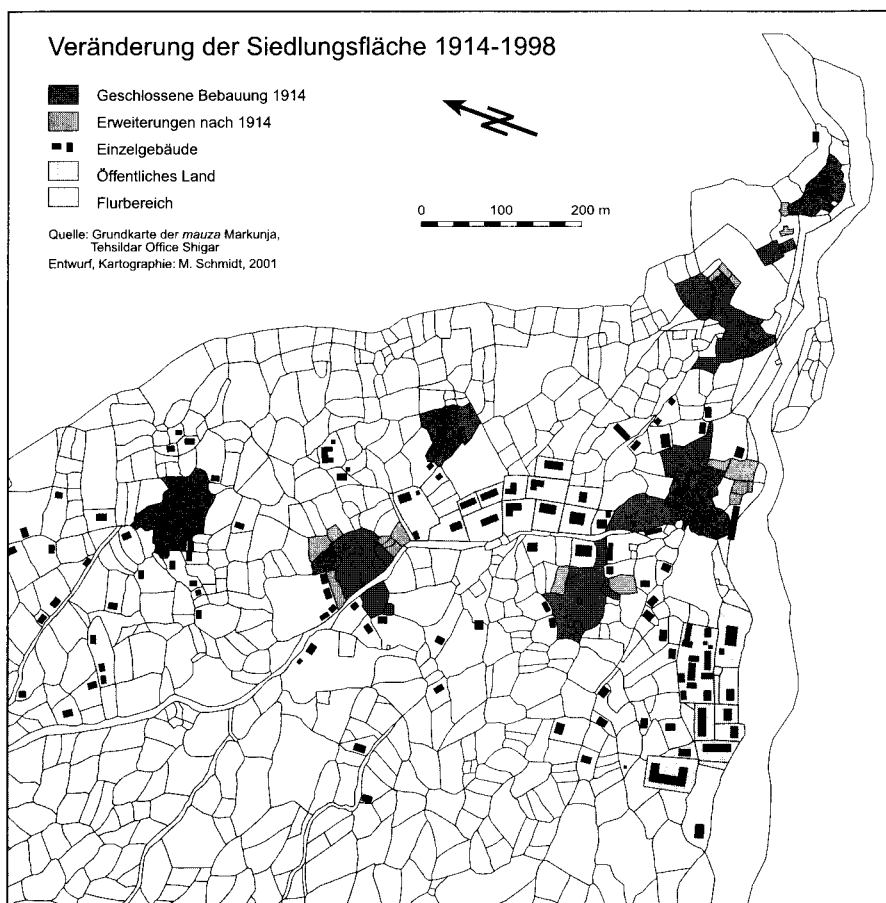 Veränderung der Siedlungsfläche 1914-1998
Geschlossene Bebauung 1914
Erweiterungen nach 1914
Einzelgebäude
Öffentliches Land
Flurbereich
Quelle: Grundkarte der mauza Markunja,
Tehsildar Office Shigar
Entwurf, Kartographie: M. Schmidt, 2001
N
0 100 200 m